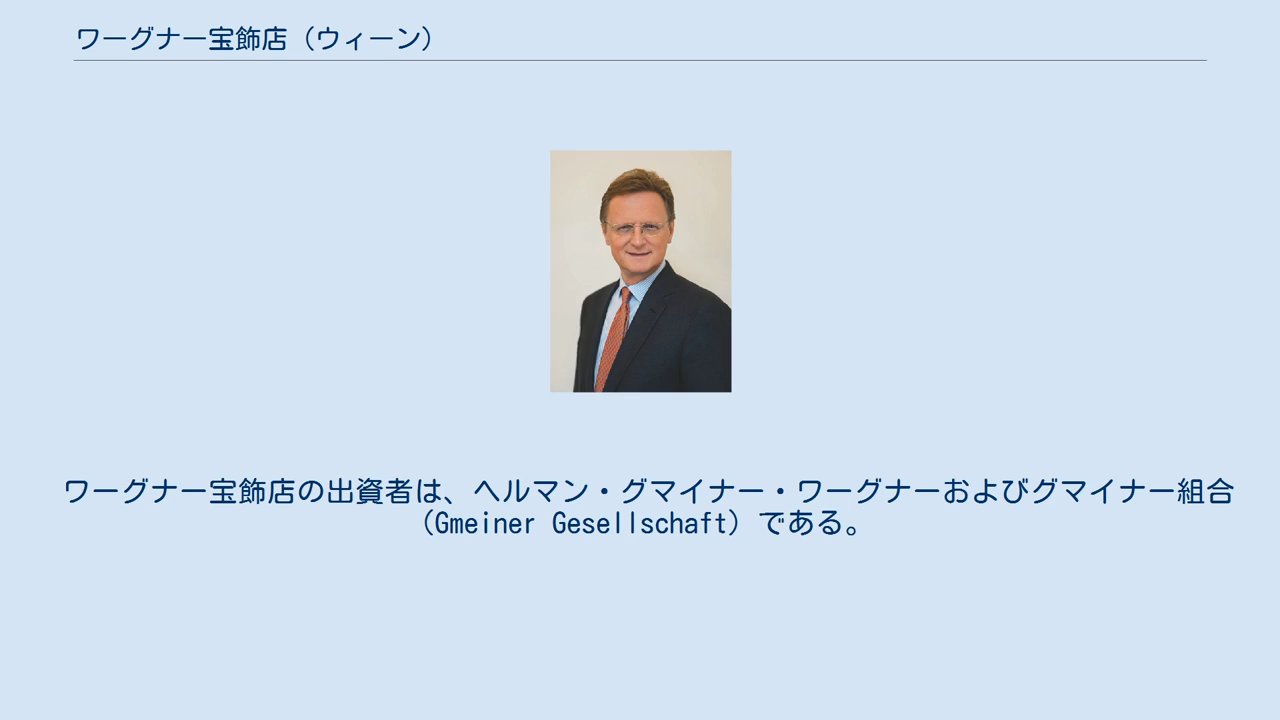 ワーグナー宝飾店（ウィーン）
ワーグナー宝飾店の出資者は、ヘルマン・グマイナー・ワーグナーおよびグマイナー組合
（Gmeiner Gesellschaft）である。